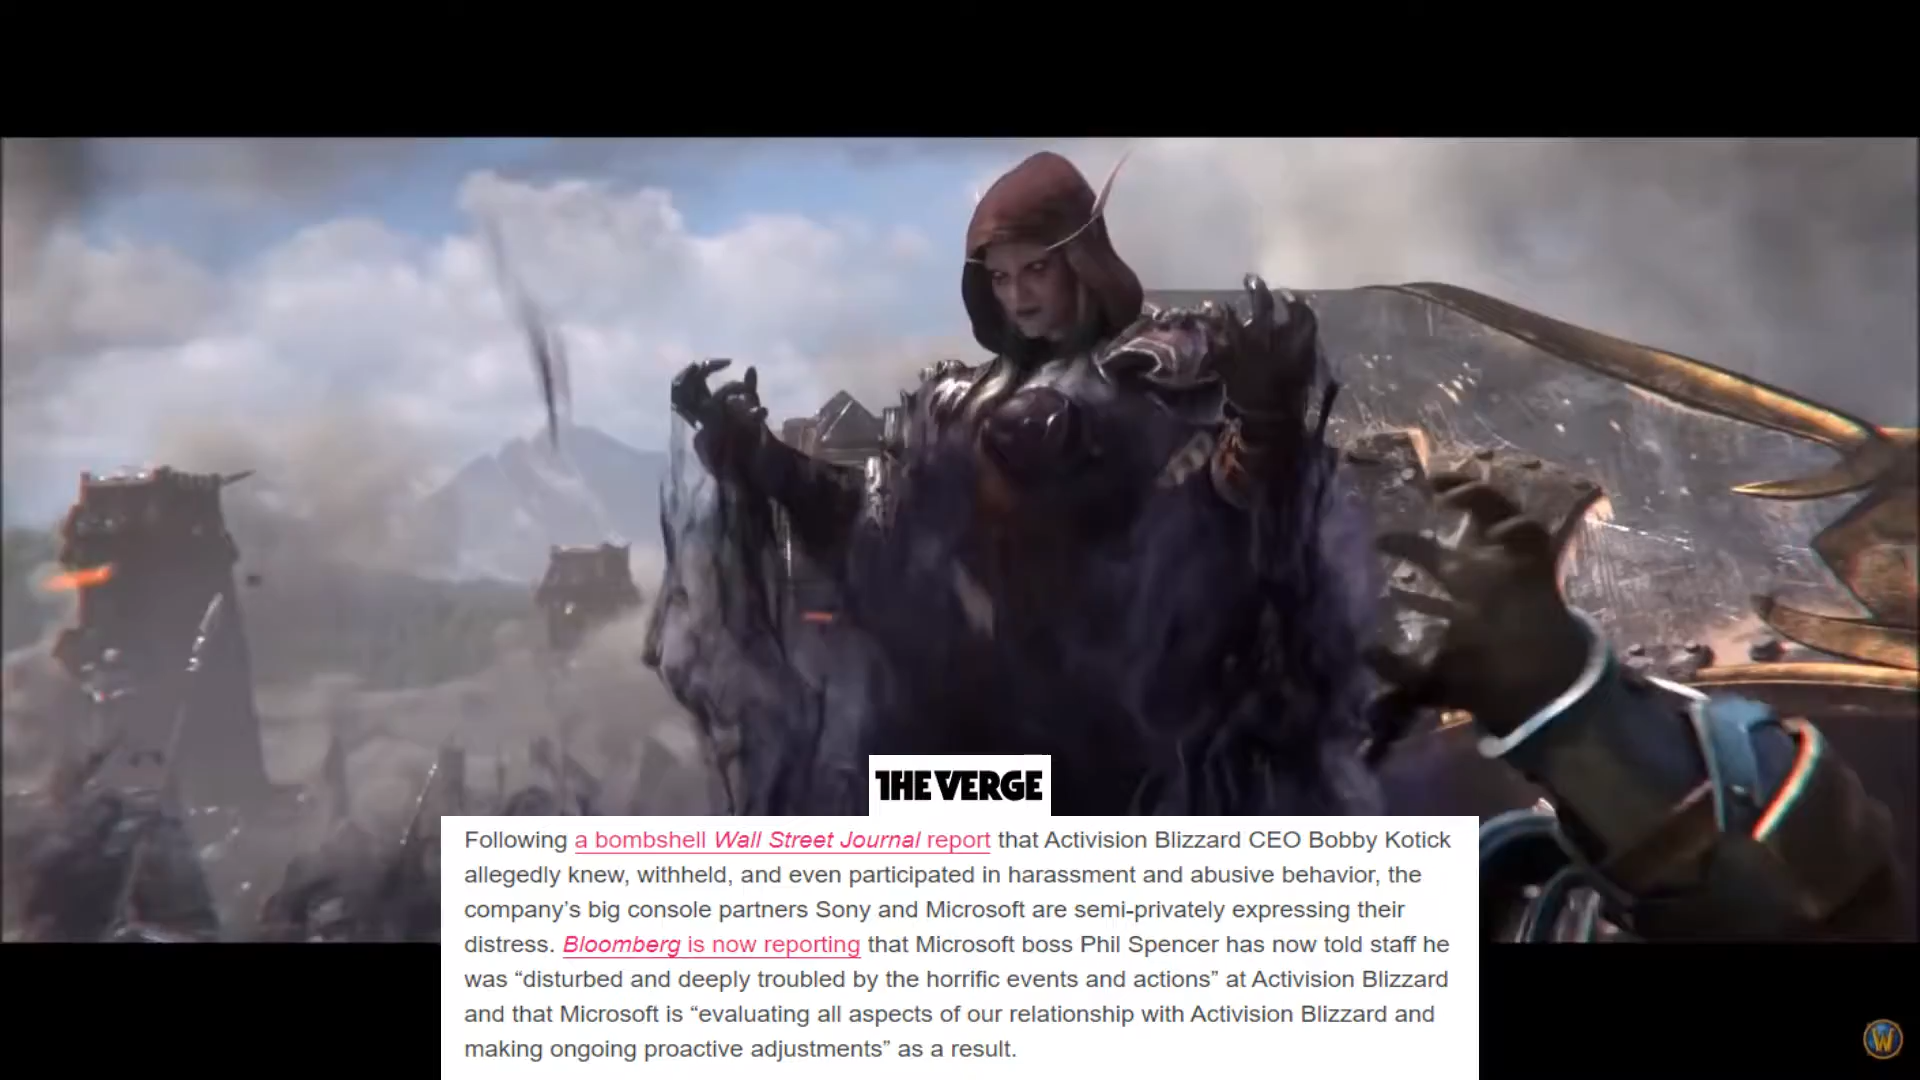 THE VERGE
Following a bombshell Wall Street Journal report that Activision Blizzard CEO Bobby Kotick
allegedly knew, withheld, and even participated in harassment and abusive behavior, the
company’s big console partners Sony and Microsoft are semi-privately expressing their
distress. Bloomberg is now reporting that Microsoft boss Phil Spencer has now told staff he
was “disturbed and deeply troubled by the horrific events and actions” at Activision Blizzard
and that Microsoft is “evaluating all aspects of our relationship with Activision Blizzard and
making ongoing proactive adjustments” as a result.
W